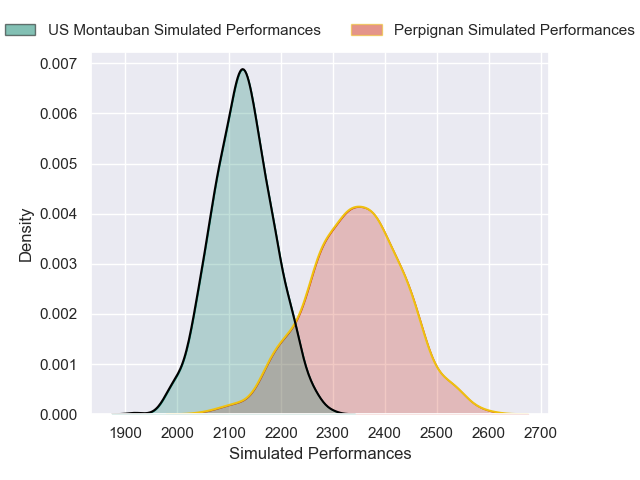 US Montauban Simulated Performances
Perpignan Simulated Performances
0.007
0.006
0.005
0.004
0.003
0.002
0.001
0.000
Density
1900 2000 2100 2200 2300 2400 2500 2600 2700
Simulated Performances